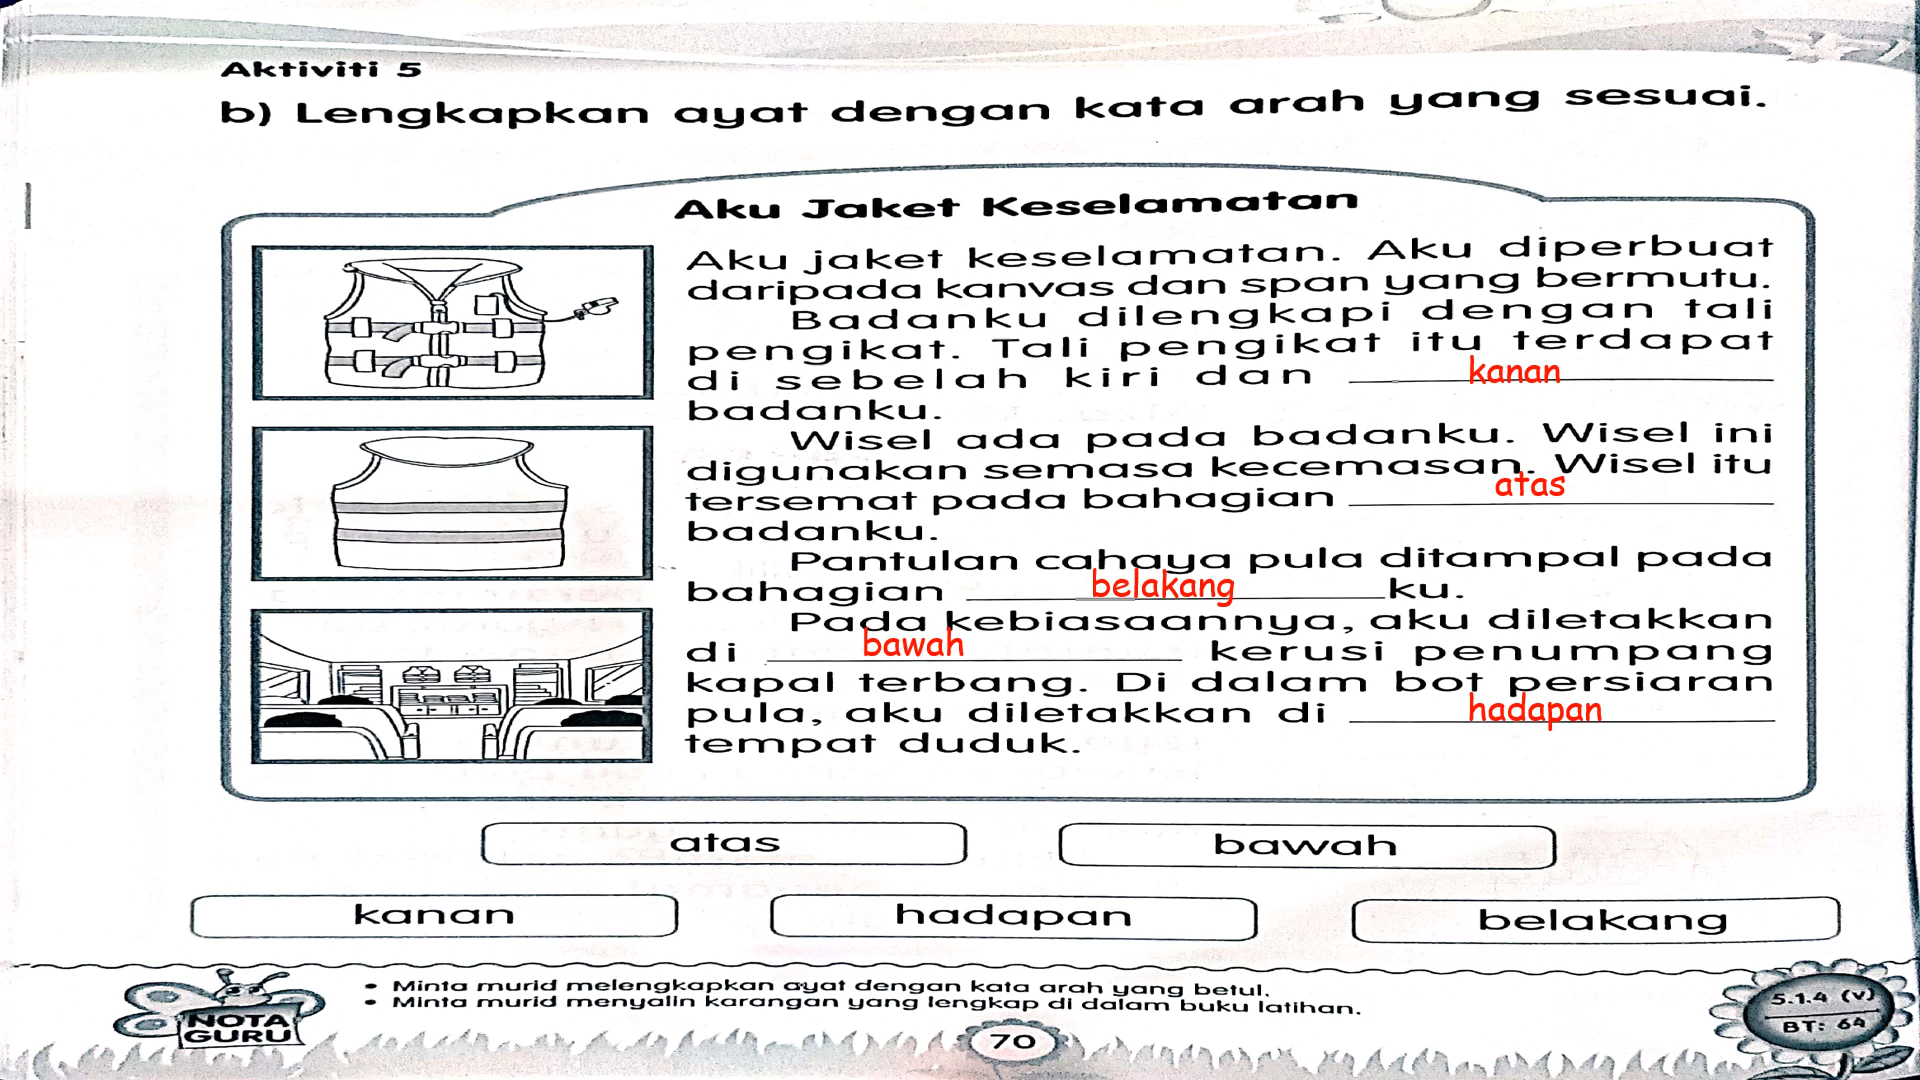 Aktiviti 5
b) Lengkapkan ayat dengan kata arah yang sesuai.
Aku Jaket Keselamatan
Aku jaket keselamatan. Aku diperbuat
daripada kanvas dan span yang bermutu.
Badanku dilengkapi dengan tali
pengikat. Tali pengikat itu terdapat
di sebelah kiri dan kanan
badanku.
Wisel ada pada badanku. Wisel ini
digunakan semasa kecemasan. Wisel itu
tersemat pada bahagian atas
badanku.
Pantulan cahaya pula ditampal pada
bahagian belakang ku.
Pada kebiasaannya, aku diletakkan
di bawah kerusi penumpang
kapal terbang. Di dalam bot persiaran
pula, aku diletakkan di hadapan
tempat duduk.
atas
bawah
kanan
hadapan
belakang
NOTA
GURU
• Minta murid melengkapkan ayat dengan kata arah yang betul.
• Minta murid menyalin karangan yang lengkap di dalam buku latihan.
70
5.1.4 (v)
BT: 64